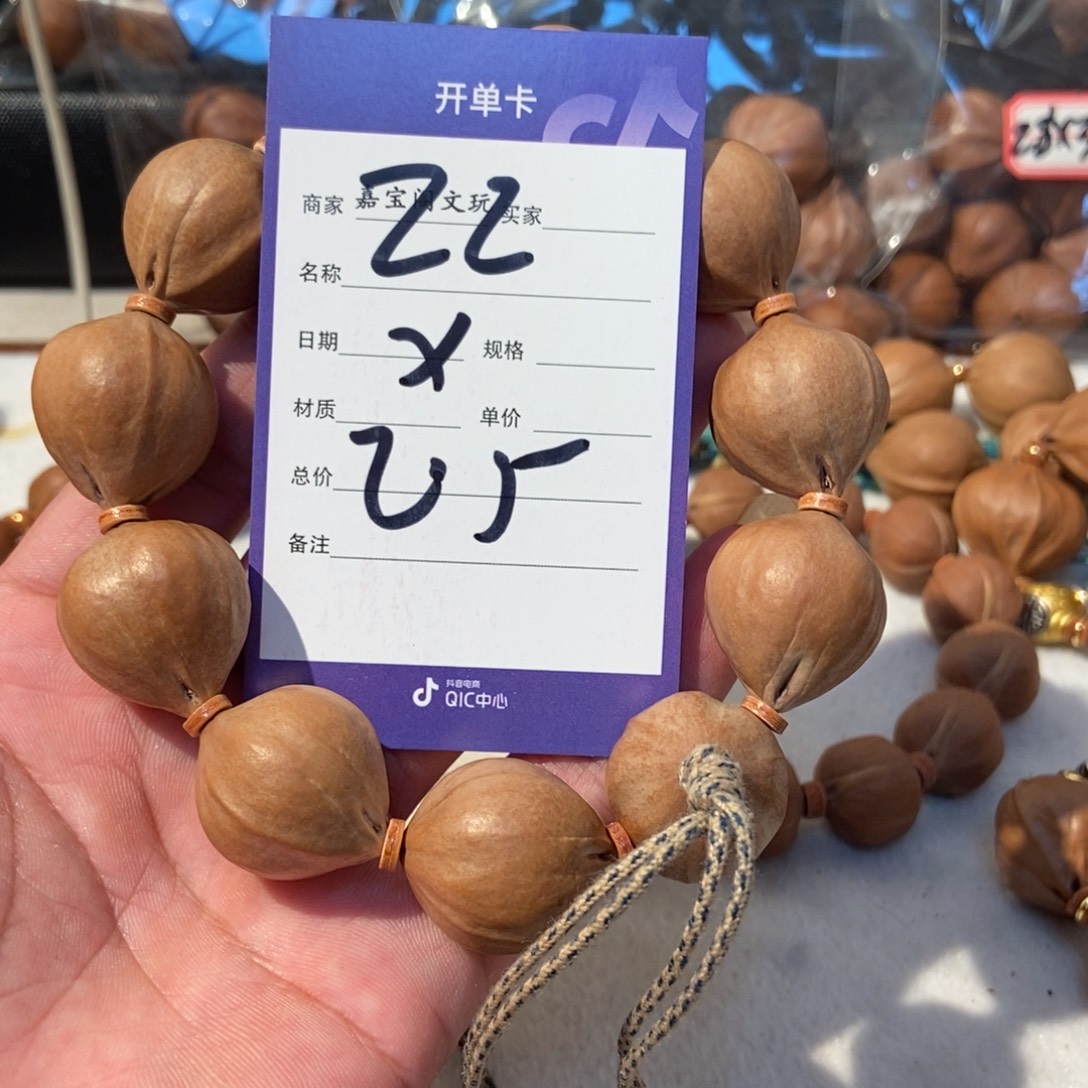 开单卡
商家 嘉宝阁文玩 买家
22
名称
日期 规格
x
材质 单价
25
总价
备注
抖音电商
QIC中心